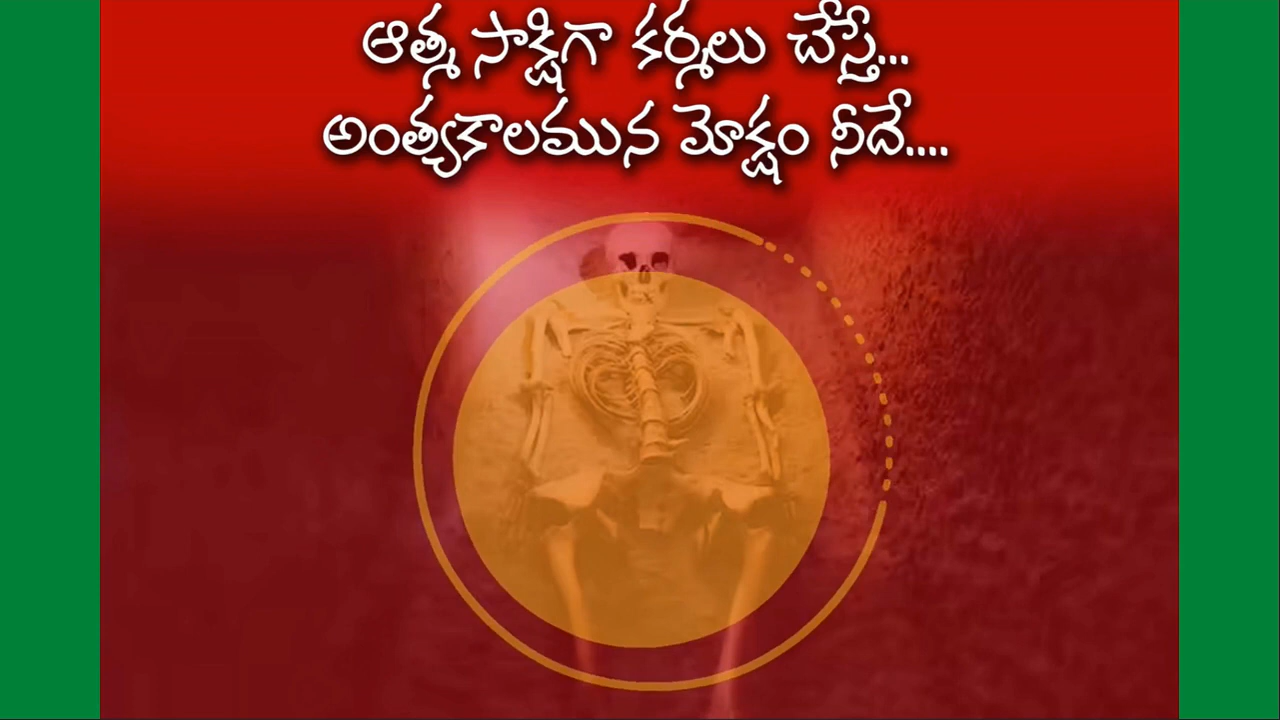 ఆత్మ సాక్షిగా కర్మలు చేస్తే...
అంత్యకాలమున మోక్షం నీదే....